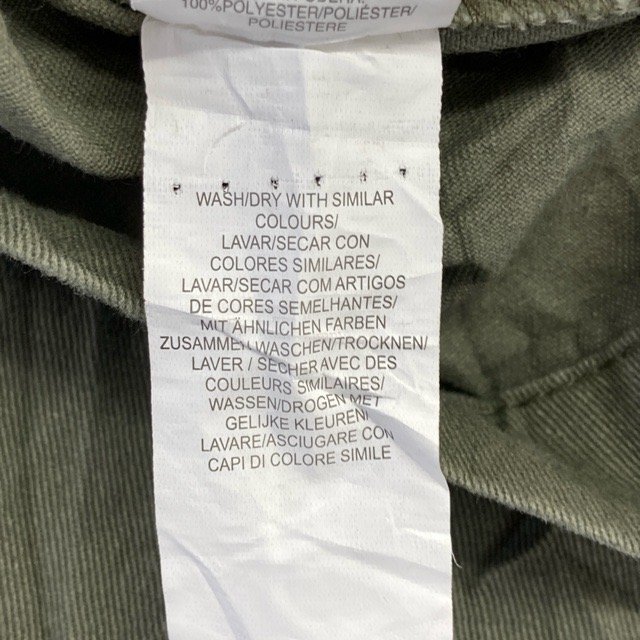 100%POLYESTER/POLIÉSTER/
POLIESTERE
WASH/DRY WITH SIMILAR
COLOURS/
LAVAR/SECAR CON
COLORES SIMILARES/
LAVAR/SECAR COM ARTIGOS
DE CORES SEMELHANTES/
MIT ÄHNLICHEN FARBEN
ZUSAMMEN WASCHEN/TROCKNEN/
LAVER / SÉCHER AVEC DES
COULEURS SIMILAIRES/
WASSEN/DROGEN MET
GELIJKE KLEUREN/
LAVARE/ASCIUGARE CON
CAPI DI COLORE SIMILE